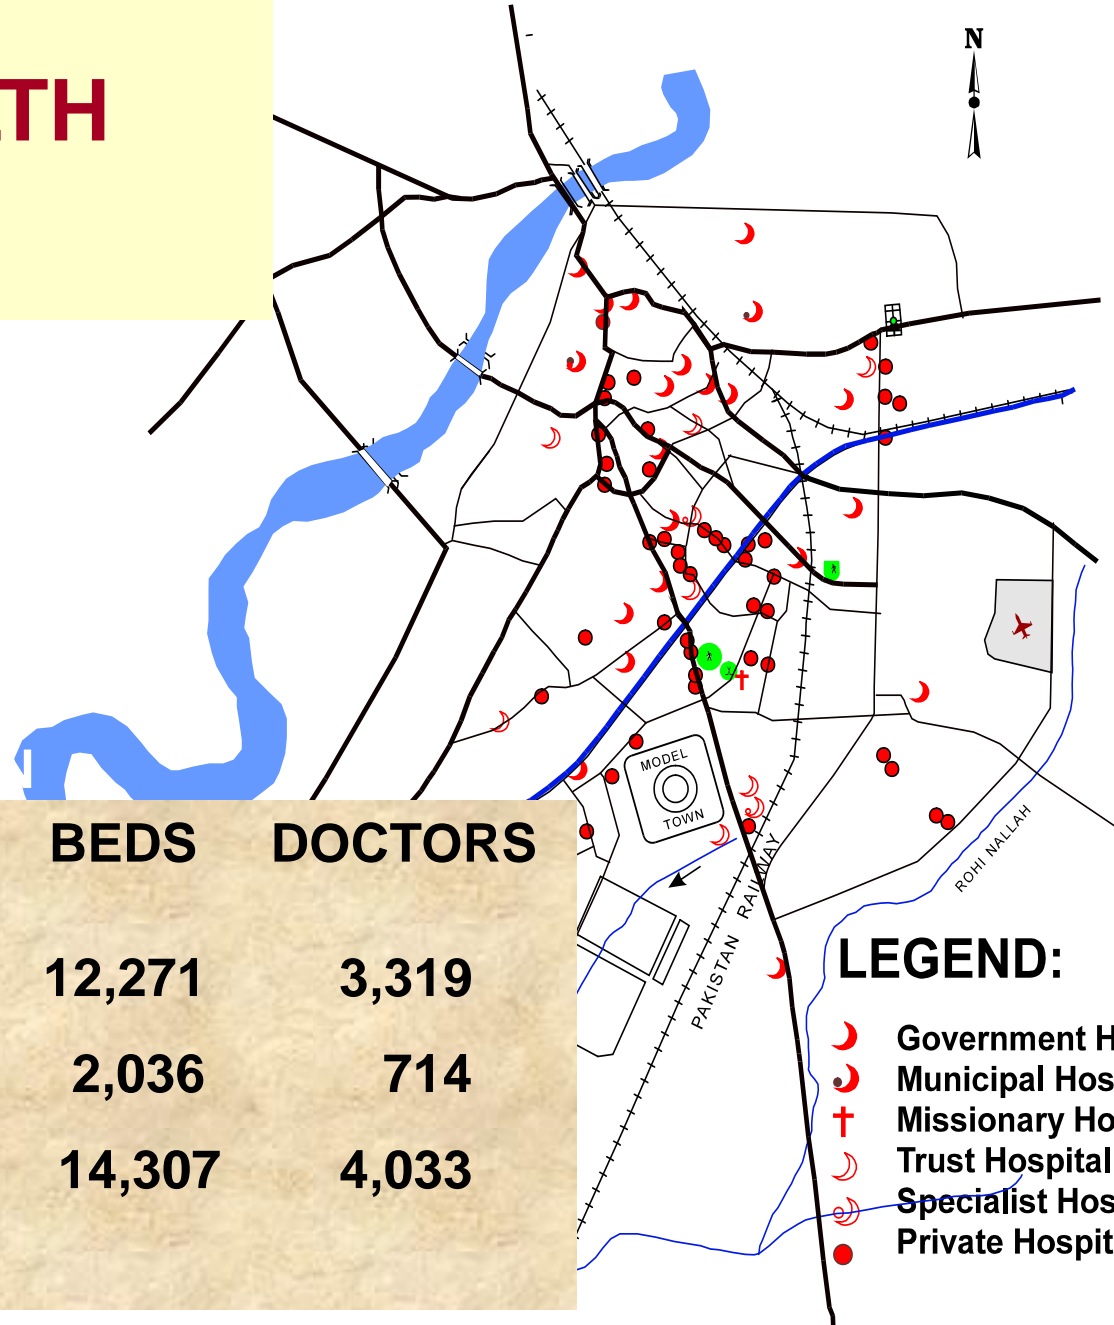 LTH
N
BEDS DOCTORS
12,271 3,319
2,036 714
14,307 4,033
MODEL
TOWN
PAKISTAN RAILWAY
ROHI NALLAH
LEGEND:
Government H
Municipal Hos
Missionary Ho
Trust Hospital
Specialist Hos
Private Hospit